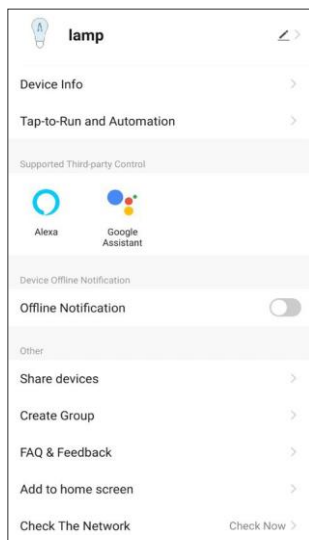 lamp
Device Info
Tap-to-Run and Automation
Supported Third-party Control
Alexa
Google
Assistant
Device Offline Notification
Offline Notification
Other
Share devices
Create Group
FAQ & Feedback
Add to home screen
Check The Network Check Now